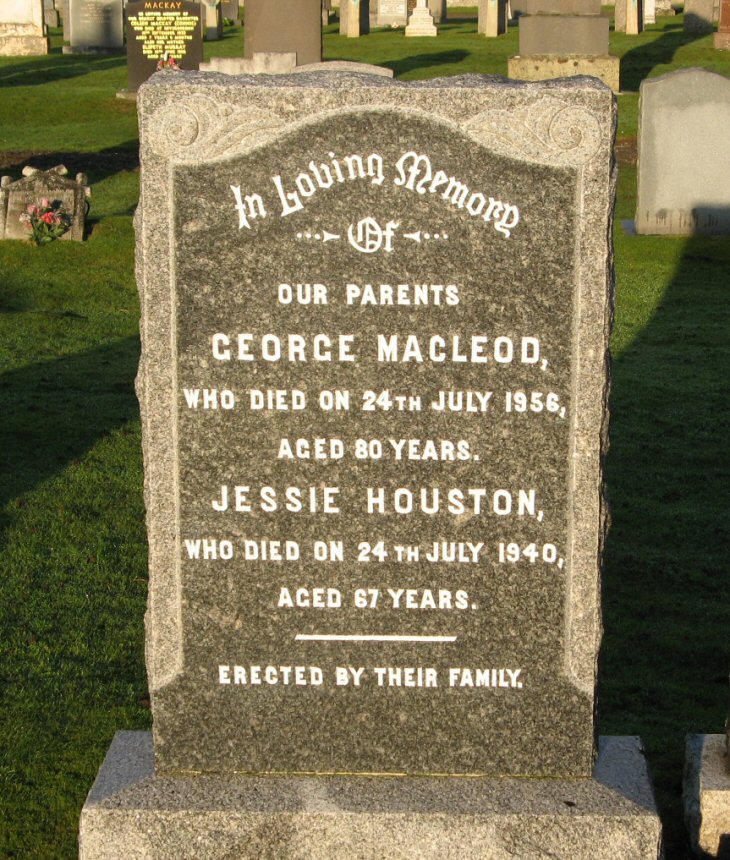 In Loving Memory
Of
OUR PARENTS
GEORGE MACLEOD,
WHO DIED ON 24TH JULY 1956,
AGED 80 YEARS.
JESSIE HOUSTON,
WHO DIED ON 24TH JULY 1940,
AGED 67 YEARS.
ERECTED BY THEIR FAMILY.
MACKAY